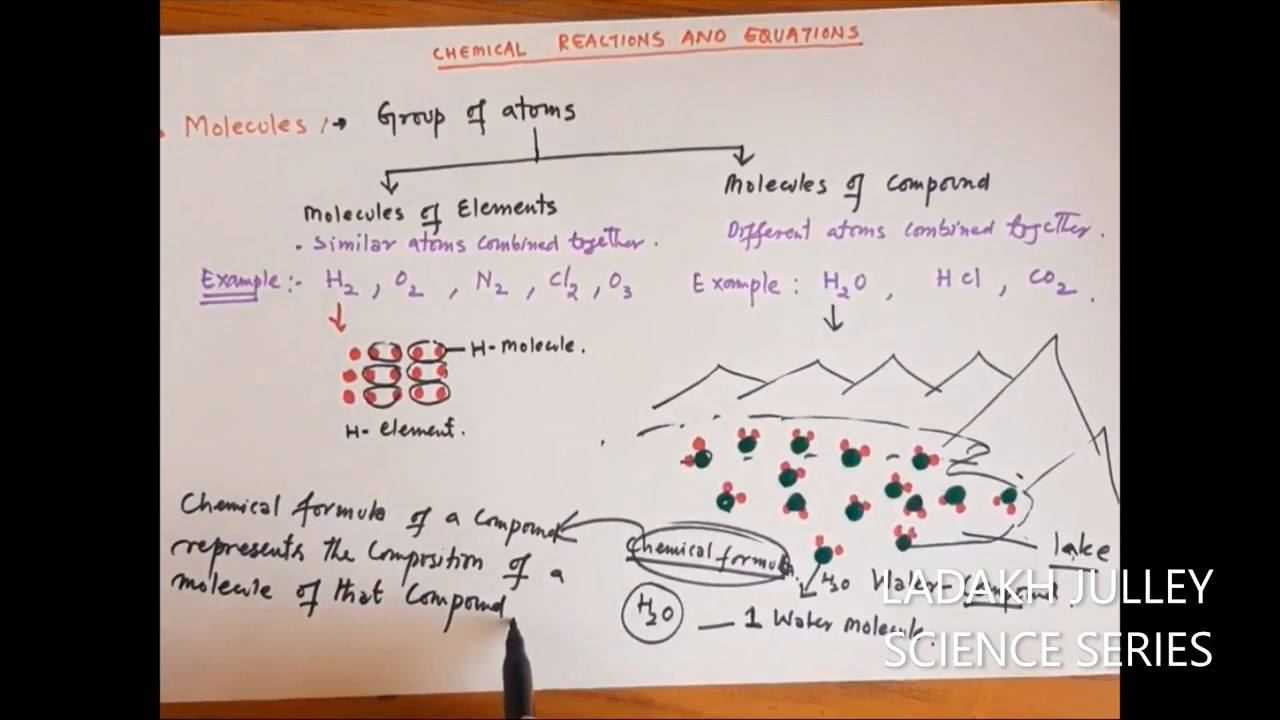 CHEMICAL REACTIONS AND EQUATIONS
Molecules :→ Group of atoms
Molecules of Elements
Molecules of Compound
. Similar atoms combined together.
Different atoms combined together.
Example :- H₂ , O₂ , N₂ , Cl₂ , O₃
Example : H₂O , HCl , CO₂ .
H- molecule.
H- element.
Chemical formula of a Compound
represents the Composition of a
molecule of that Compound
Chemical formula
lake
H₂O Water
H₂O — 1 Water molecule.
LADAKH JULLEY
SCIENCE SERIES